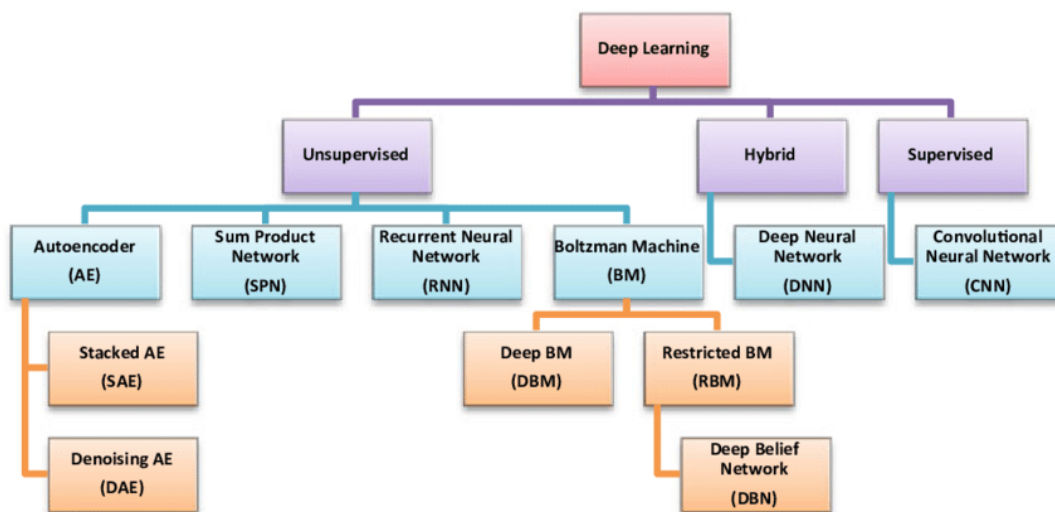 Deep Learning
Unsupervised
Hybrid
Supervised
Autoencoder
(AE)
Sum Product
Network
(SPN)
Recurrent Neural
Network
(RNN)
Boltzman Machine
(BM)
Deep Neural
Network
(DNN)
Convolutional
Neural Network
(CNN)
Stacked AE
(SAE)
Deep BM
(DBM)
Restricted BM
(RBM)
Denoising AE
(DAE)
Deep Belief
Network
(DBN)